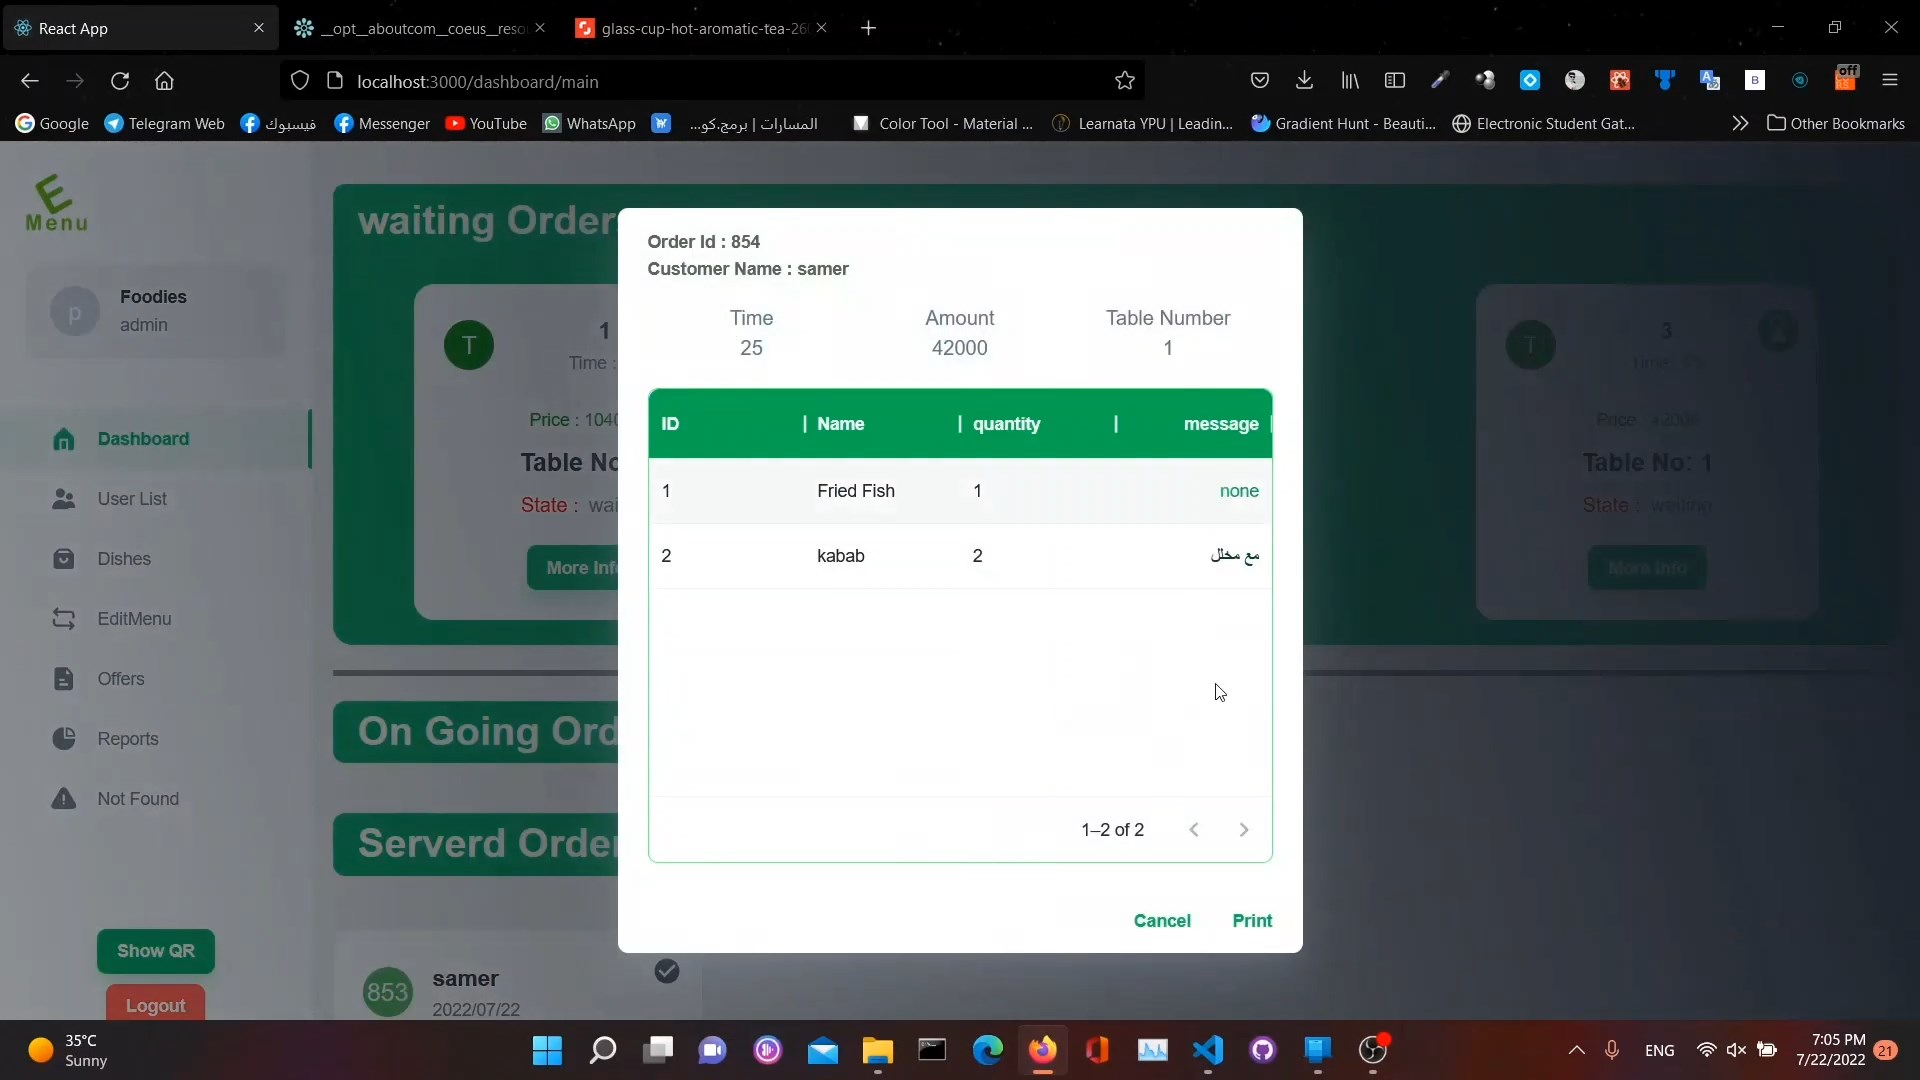 React App
__opt__aboutcom__coeus__reso
glass-cup-hot-aromatic-tea-26
localhost:3000/dashboard/main
off
Google
Telegram Web
فيسبوك
Messenger
YouTube
WhatsApp
المسارات | برمج.كو...
Color Tool - Material ...
Learnata YPU | Leadin...
Gradient Hunt - Beauti...
Electronic Student Gat...
Other Bookmarks
E
Menu
p
Foodies
admin
Dashboard
User List
Dishes
EditMenu
Offers
Reports
Not Found
Show QR
Logout
waiting Order
T
1
Time :
Price : 1040
Table No
State : wai
More Info
T
3
Table No: 1
State : waiting
More Info
On Going Ord
Serverd Order
853
samer
2022/07/22
Order Id : 854
Customer Name : samer
Time
25
Amount
42000
Table Number
1
ID
Name
quantity
message
1
Fried Fish
1
none
2
kabab
2
مع مخلل
1–2 of 2
Cancel
Print
35°C
Sunny
ENG
7:05 PM
7/22/2022
21